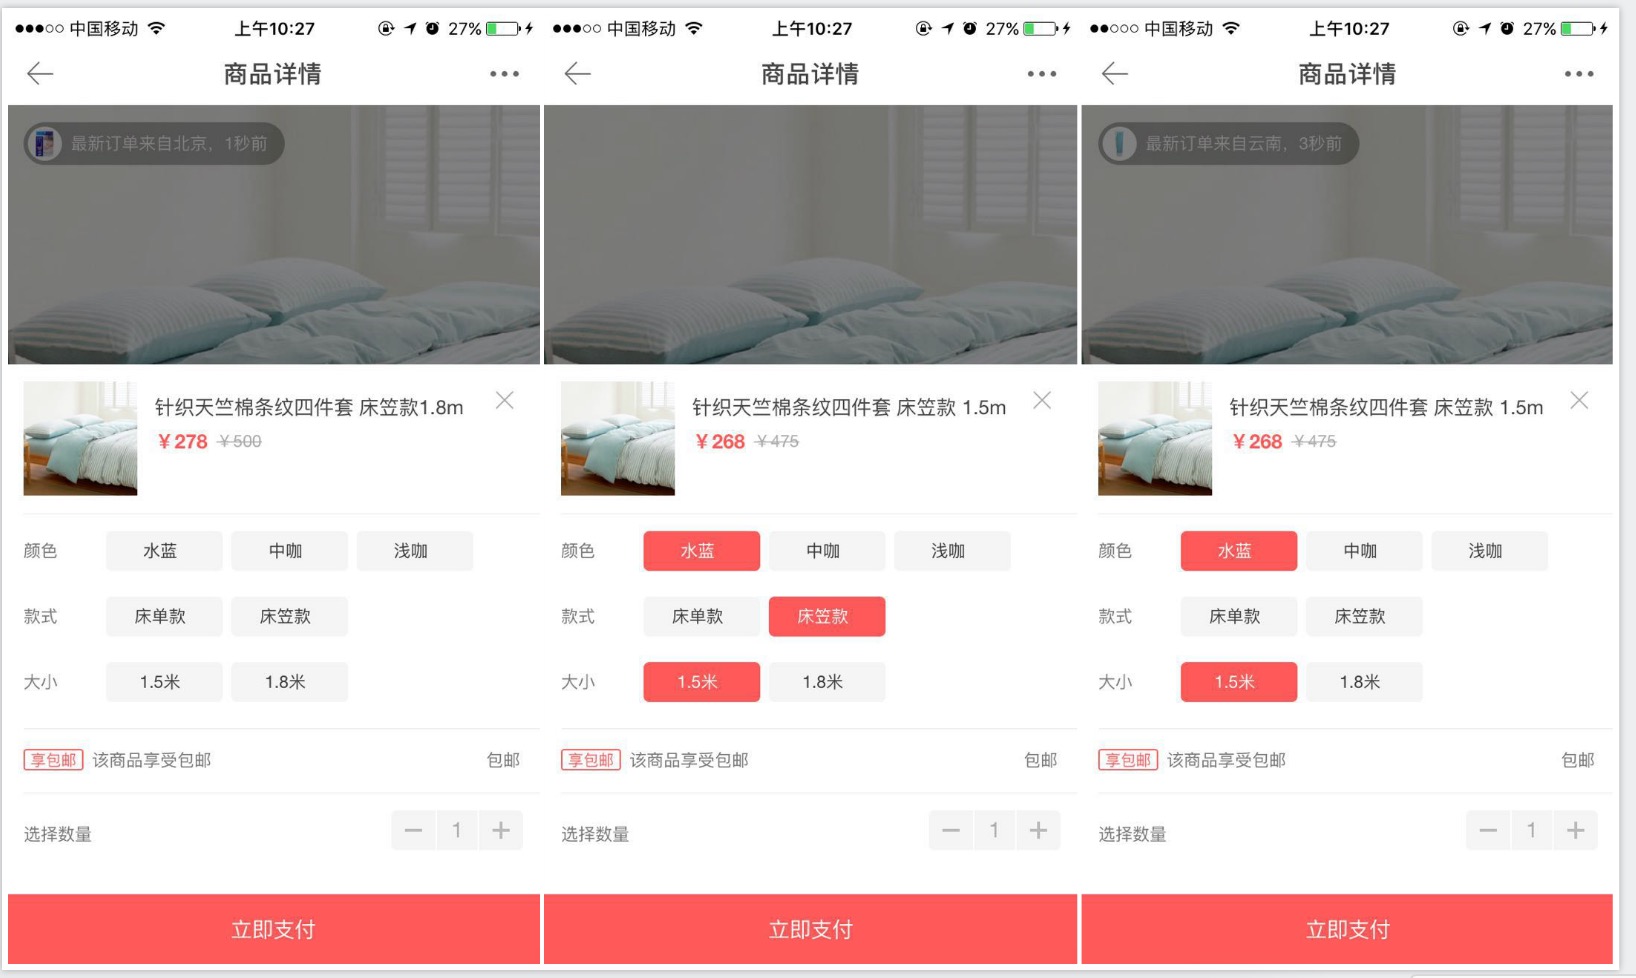 中国移动 上午10:27 27%
商品详情
最新订单来自北京，1秒前
针织天竺棉条纹四件套 床笠款1.8m
￥278 ￥500
颜色 水蓝 中咖 浅咖
款式 床单款 床笠款
大小 1.5米 1.8米
享包邮 该商品享受包邮 包邮
选择数量 1
立即支付
中国移动 上午10:27 27%
商品详情
针织天竺棉条纹四件套 床笠款 1.5m
￥268 ￥475
颜色 水蓝 中咖 浅咖
款式 床单款 床笠款
大小 1.5米 1.8米
享包邮 该商品享受包邮 包邮
选择数量 1
立即支付
中国移动 上午10:27 27%
商品详情
最新订单来自云南，3秒前
针织天竺棉条纹四件套 床笠款 1.5m
￥268 ￥475
颜色 水蓝 中咖 浅咖
款式 床单款 床笠款
大小 1.5米 1.8米
享包邮 该商品享受包邮 包邮
选择数量 1
立即支付